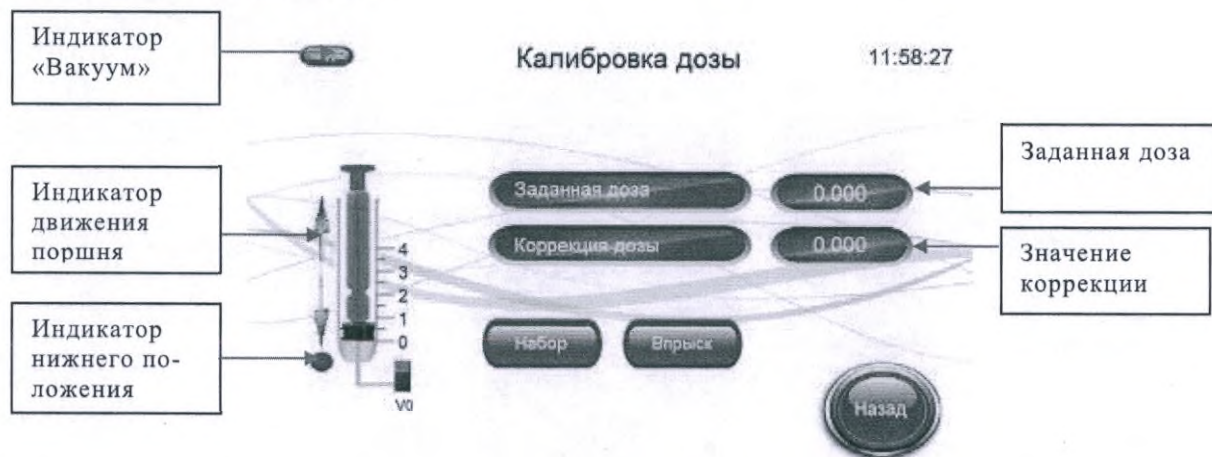 Индикатор
«Вакуум»
Калибровка дозы
11:58:27
Индикатор
движения
поршня
Заданная доза
0.000
Заданная доза
Коррекция дозы
0.000
Значение
коррекции
4
3
2
1
0
Индикатор
нижнего по-
ложения
Набор
Впрыск
V0
Назад